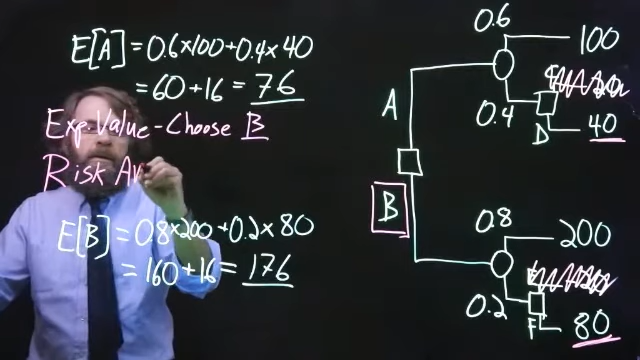 E[A] = 0.6×100+0.4×40
= 60+16 = 76
Exp. Value - Choose B
Risk Av
E[B] = 0.8×200+0.2×80
= 160+16 = 176
0.6
100
A
0.4
D
40
B
0.8
200
0.2
F
80